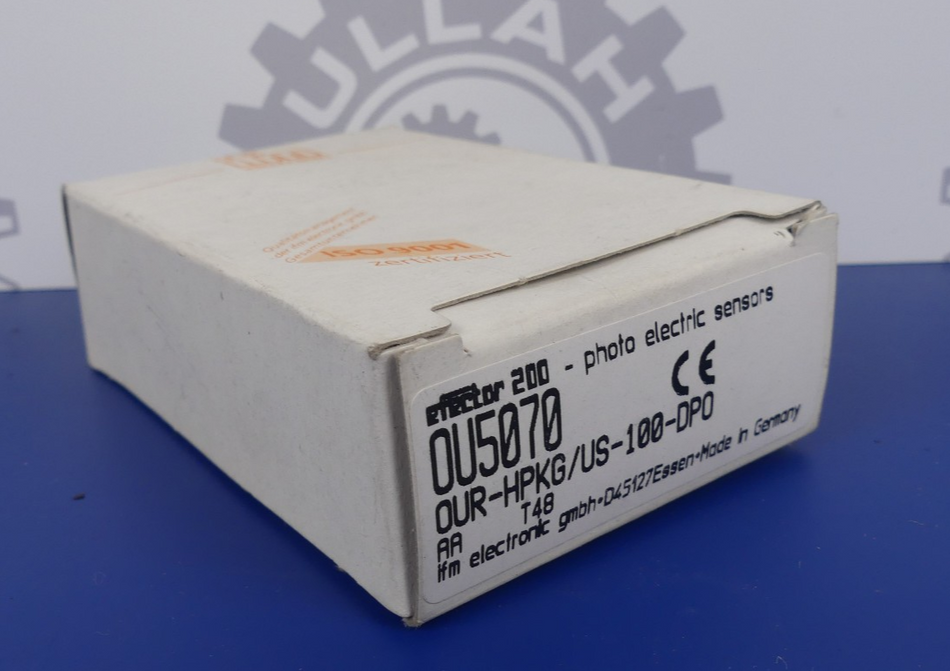 ULLAH
ISO 9001
zertifiziert
efector 200 - photo electric sensors
CE
OU5070
OUR-HPKG/US-100-DPO
AA T48
ifm electronic gmbh•D45127Essen•Made in Germany